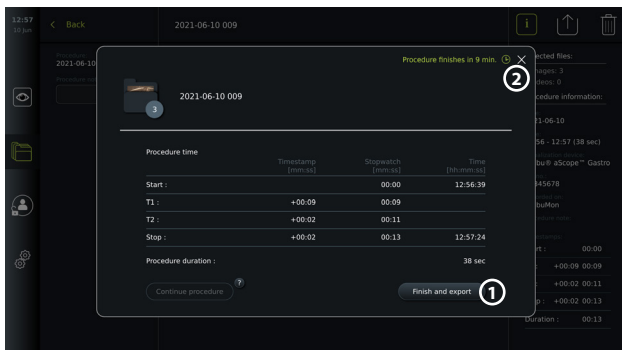 12:57
10 Jun
Back
2021-06-10 009
i
Procedure
2021-06-10
Procedure finishes in 9 min.
2
3
2021-06-10 009
Procedure time
Timestamp [mm:ss]
Stopwatch [mm:ss]
Time [hh:mm:ss]
Start : 00:00 12:56:39
T1 : +00:09 00:09
T2 : +00:02 00:11
Stop : +00:02 00:13 12:57:24
Procedure duration : 38 sec
Continue procedure
?
Finish and export
1
ected files:
mages: 3
deos: 0
cedure information:
21-06-10
56 - 12:57 (38 sec)
bu® aScope™ Gastro
345678
buMon
rt : 00:00
: +00:09 00:09
: +00:02 00:11
p : +00:02 00:13
Duration : 00:13